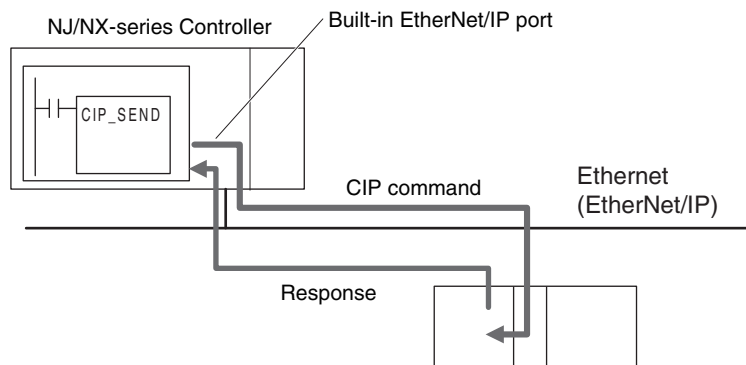 NJ/NX-series Controller
Built-in EtherNet/IP port
CIP_SEND
CIP command
Ethernet
(EtherNet/IP)
Response